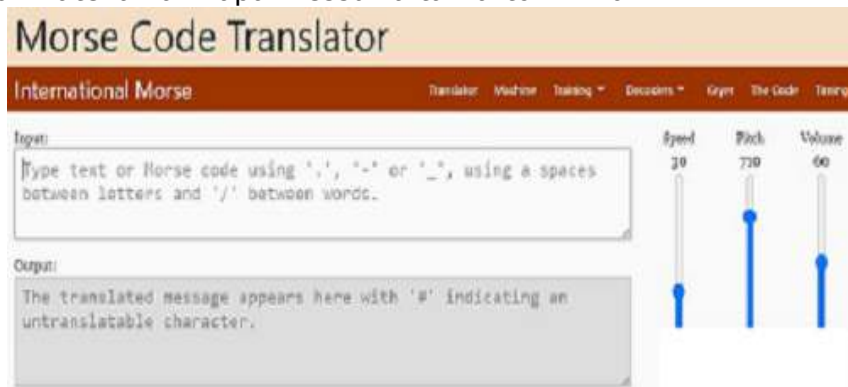 Morse Code Translator
International Morse
Translator Machine Training Decoders Gryer The Code Timing
Input:
Speed Pitch Volume
Type text or Morse code using '.', '-' or '_', using a spaces
between letters and '/' between words.
60
Output:
The translated message appears here with '#' indicating an
untranslatable character.